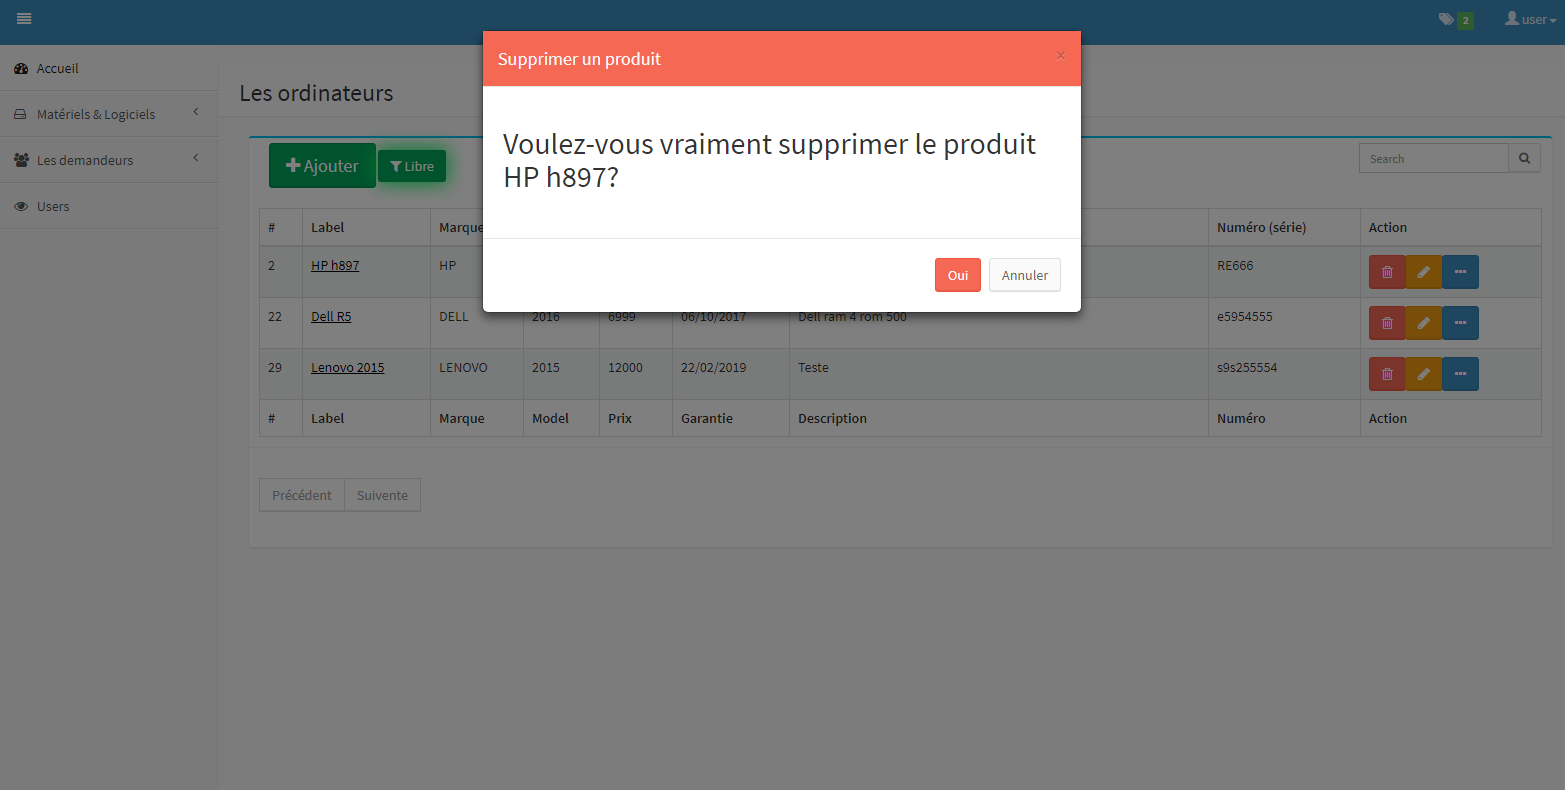 2 user
Supprimer un produit ×
Voulez-vous vraiment supprimer le produit
HP h897?
Oui Annuler
Accueil
Matériels & Logiciels
Les demandeurs
Users
Les ordinateurs
Ajouter Libre Search
# Label Marque Numéro (série) Action
2 HP h897 HP RE666
22 Dell R5 DELL 2016 6999 06/10/2017 Dell ram 4 rom 500 e5954555
29 Lenovo 2015 LENOVO 2015 12000 22/02/2019 Teste s9s255554
# Label Marque Model Prix Garantie Description Numéro Action
Précédent Suivente